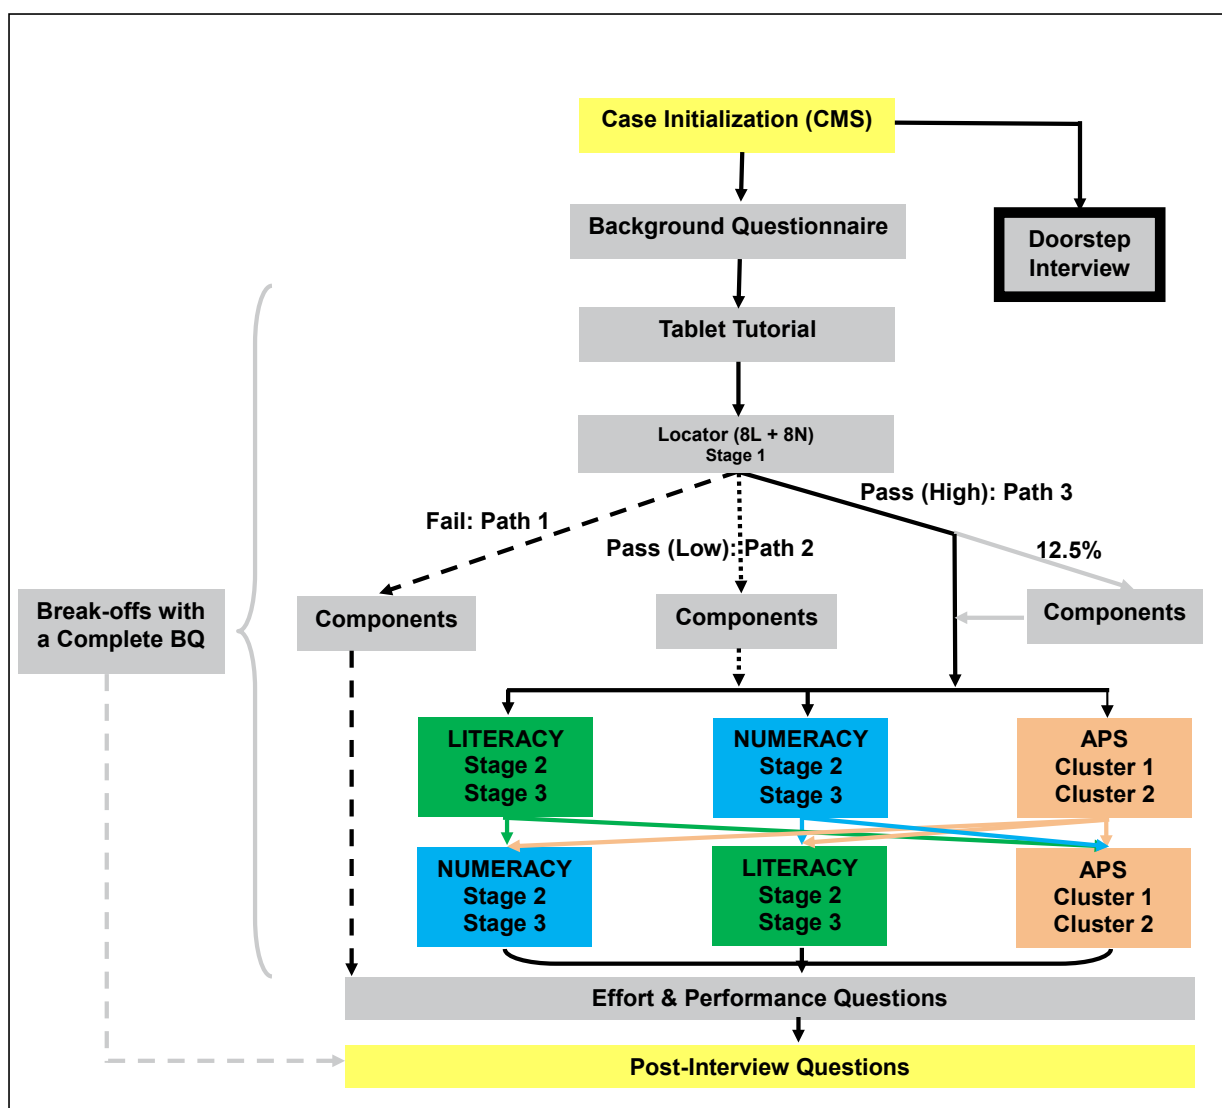 Case Initialization (CMS)
Background Questionnaire
Doorstep
Interview
Tablet Tutorial
Locator (8L + 8N)
Stage 1
Pass (High): Path 3
Fail: Path 1
Pass (Low): Path 2
12.5%
Break-offs with
a Complete BQ
Components
Components
Components
LITERACY
Stage 2
Stage 3
NUMERACY
Stage 2
Stage 3
APS
Cluster 1
Cluster 2
NUMERACY
Stage 2
Stage 3
LITERACY
Stage 2
Stage 3
APS
Cluster 1
Cluster 2
Effort & Performance Questions
Post-Interview Questions